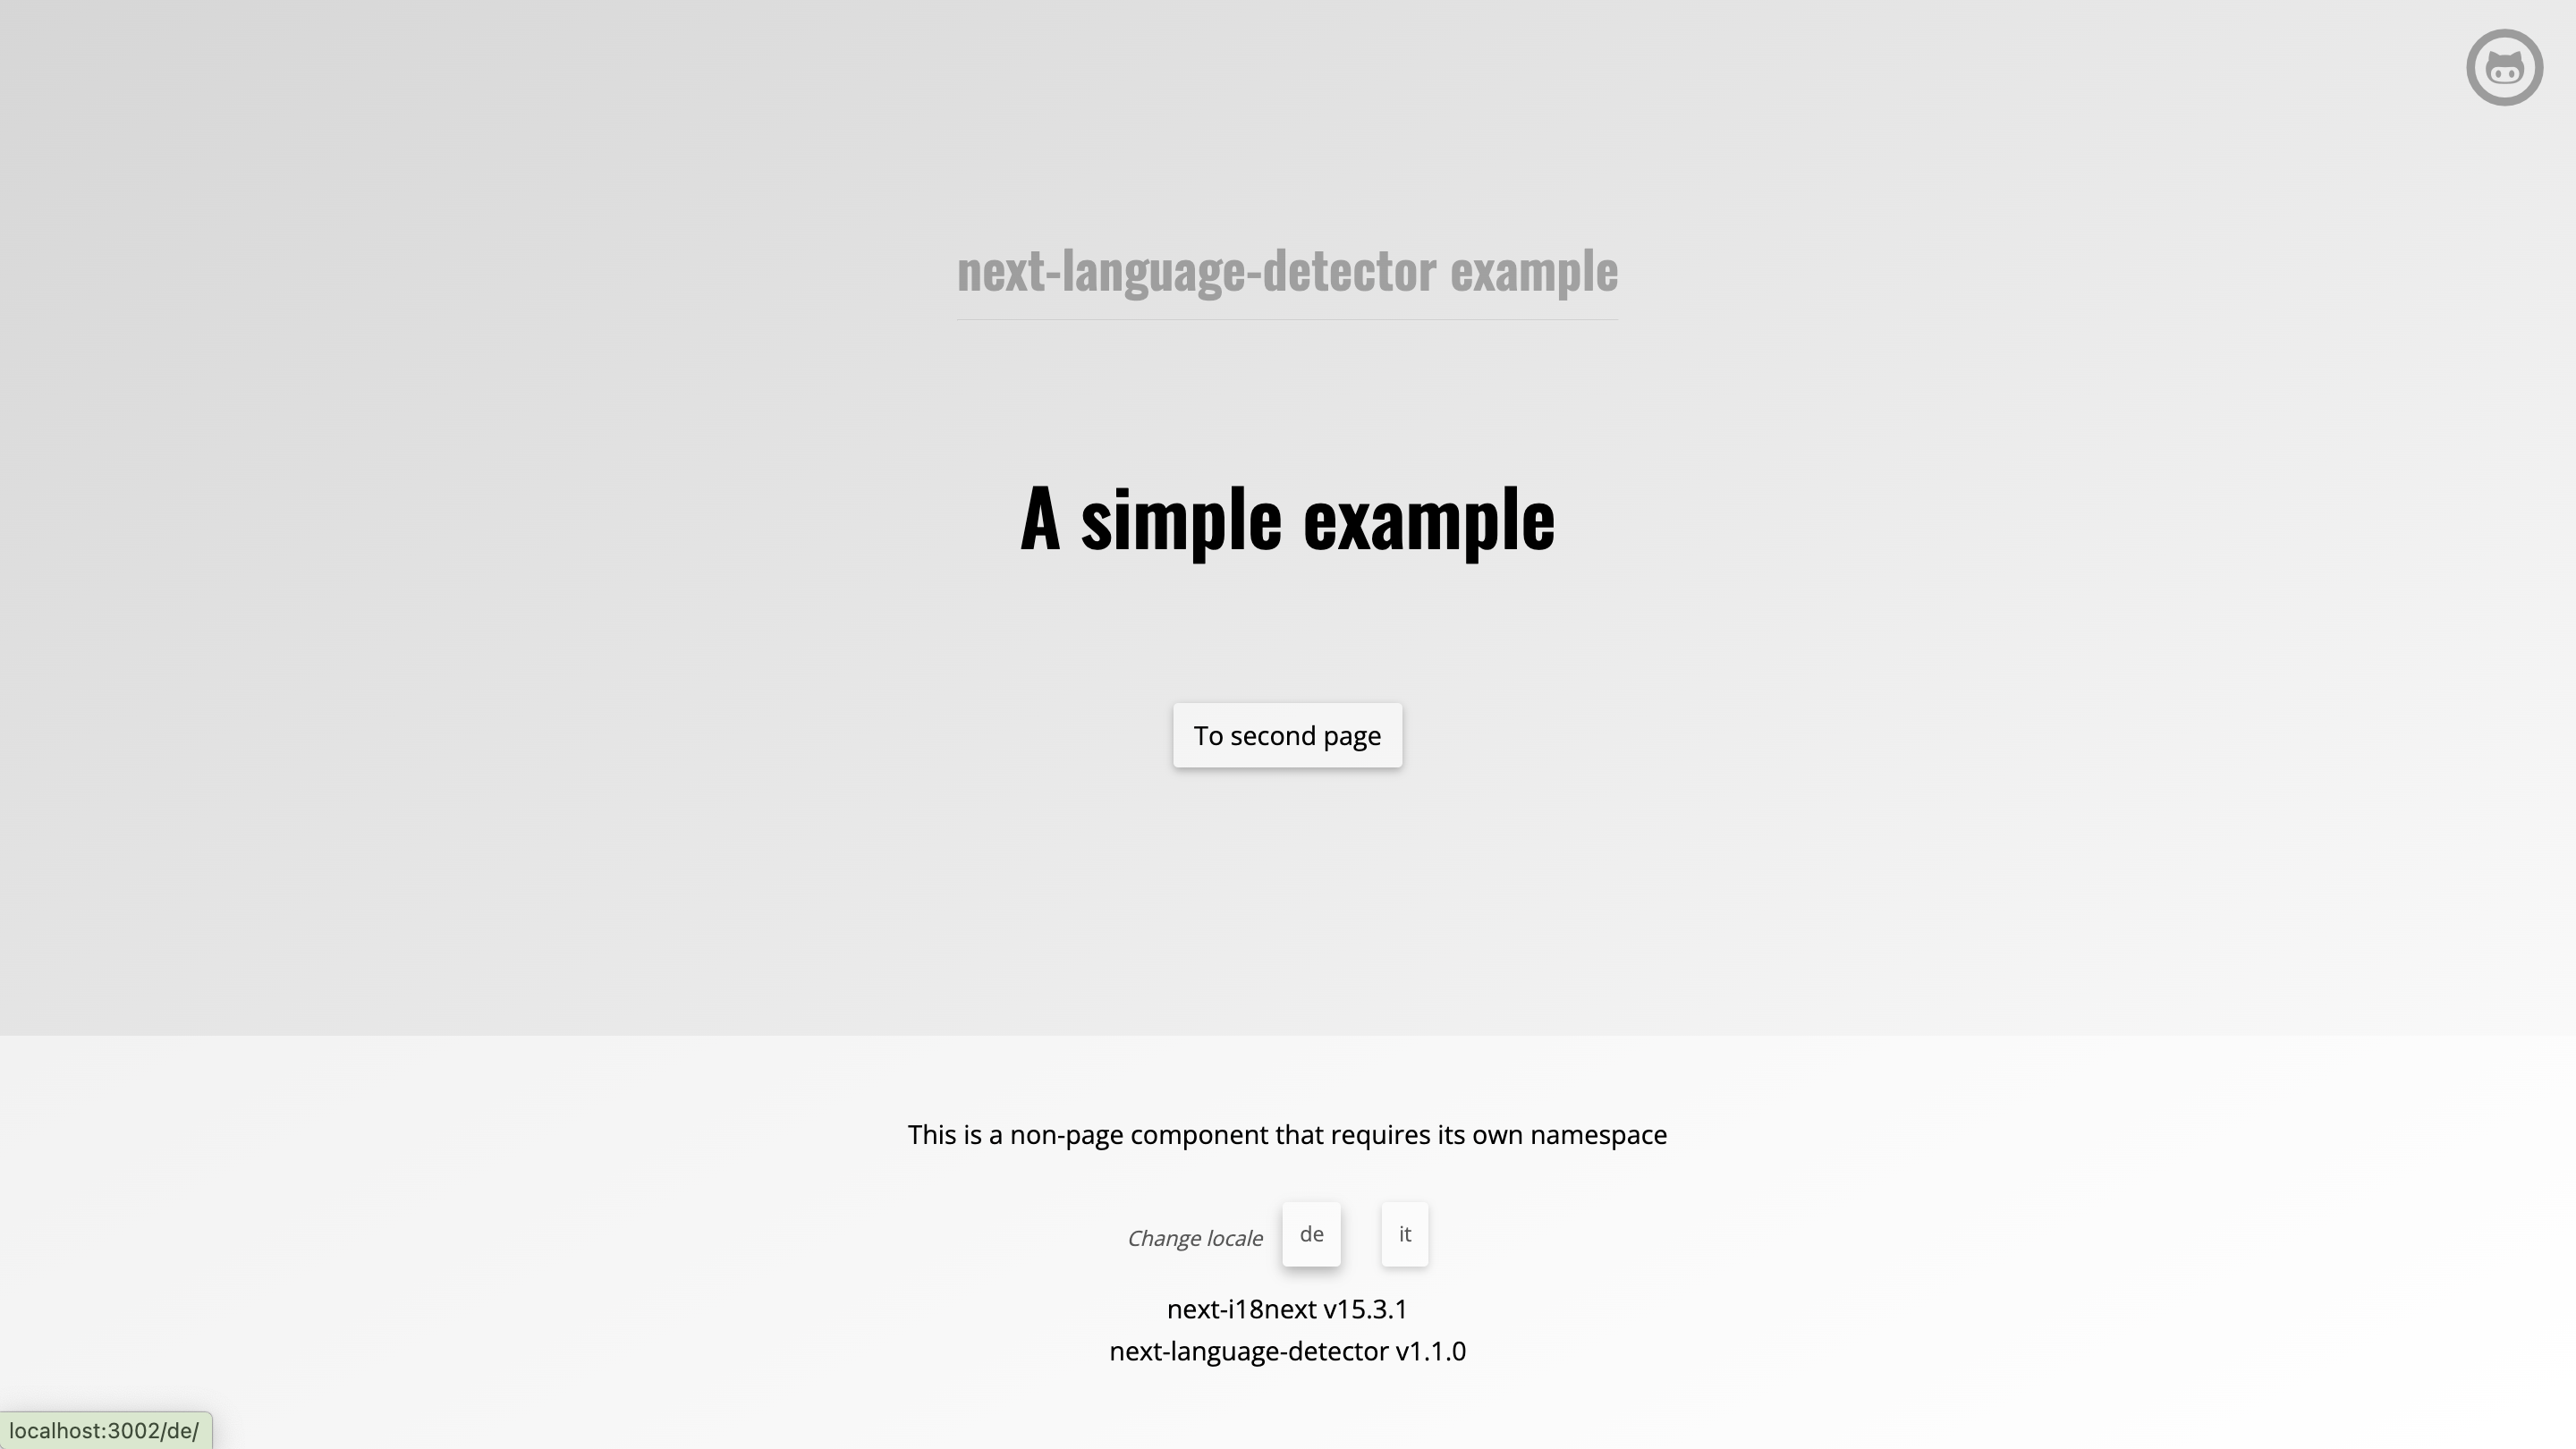 next-language-detector example
A simple example
To second page
This is a non-page component that requires its own namespace
Change locale de it
next-i18next v15.3.1
next-language-detector v1.1.0
localhost:3002/de/